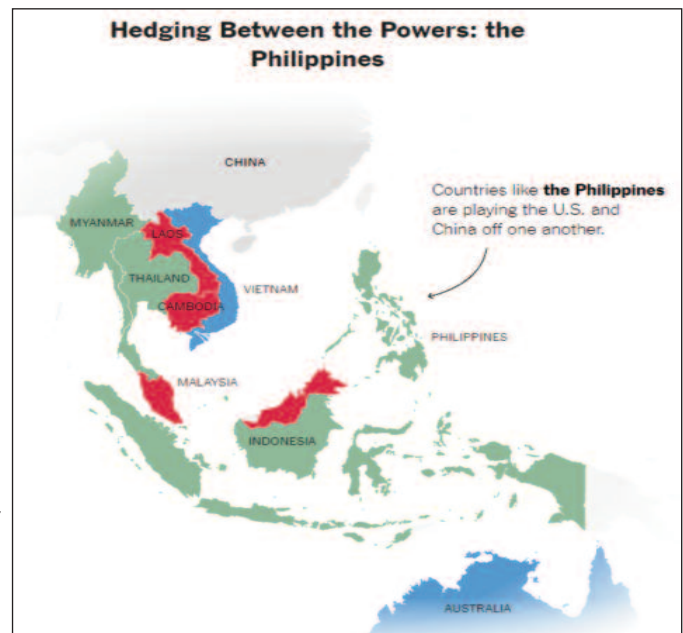 Hedging Between the Powers: the
Philippines
CHINA
Countries like the Philippines
are playing the U.S. and
China off one another.
MYANMAR
LAOS
THAILAND
VIETNAM
CAMBODIA
PHILIPPINES
MALAYSIA
INDONESIA
AUSTRALIA